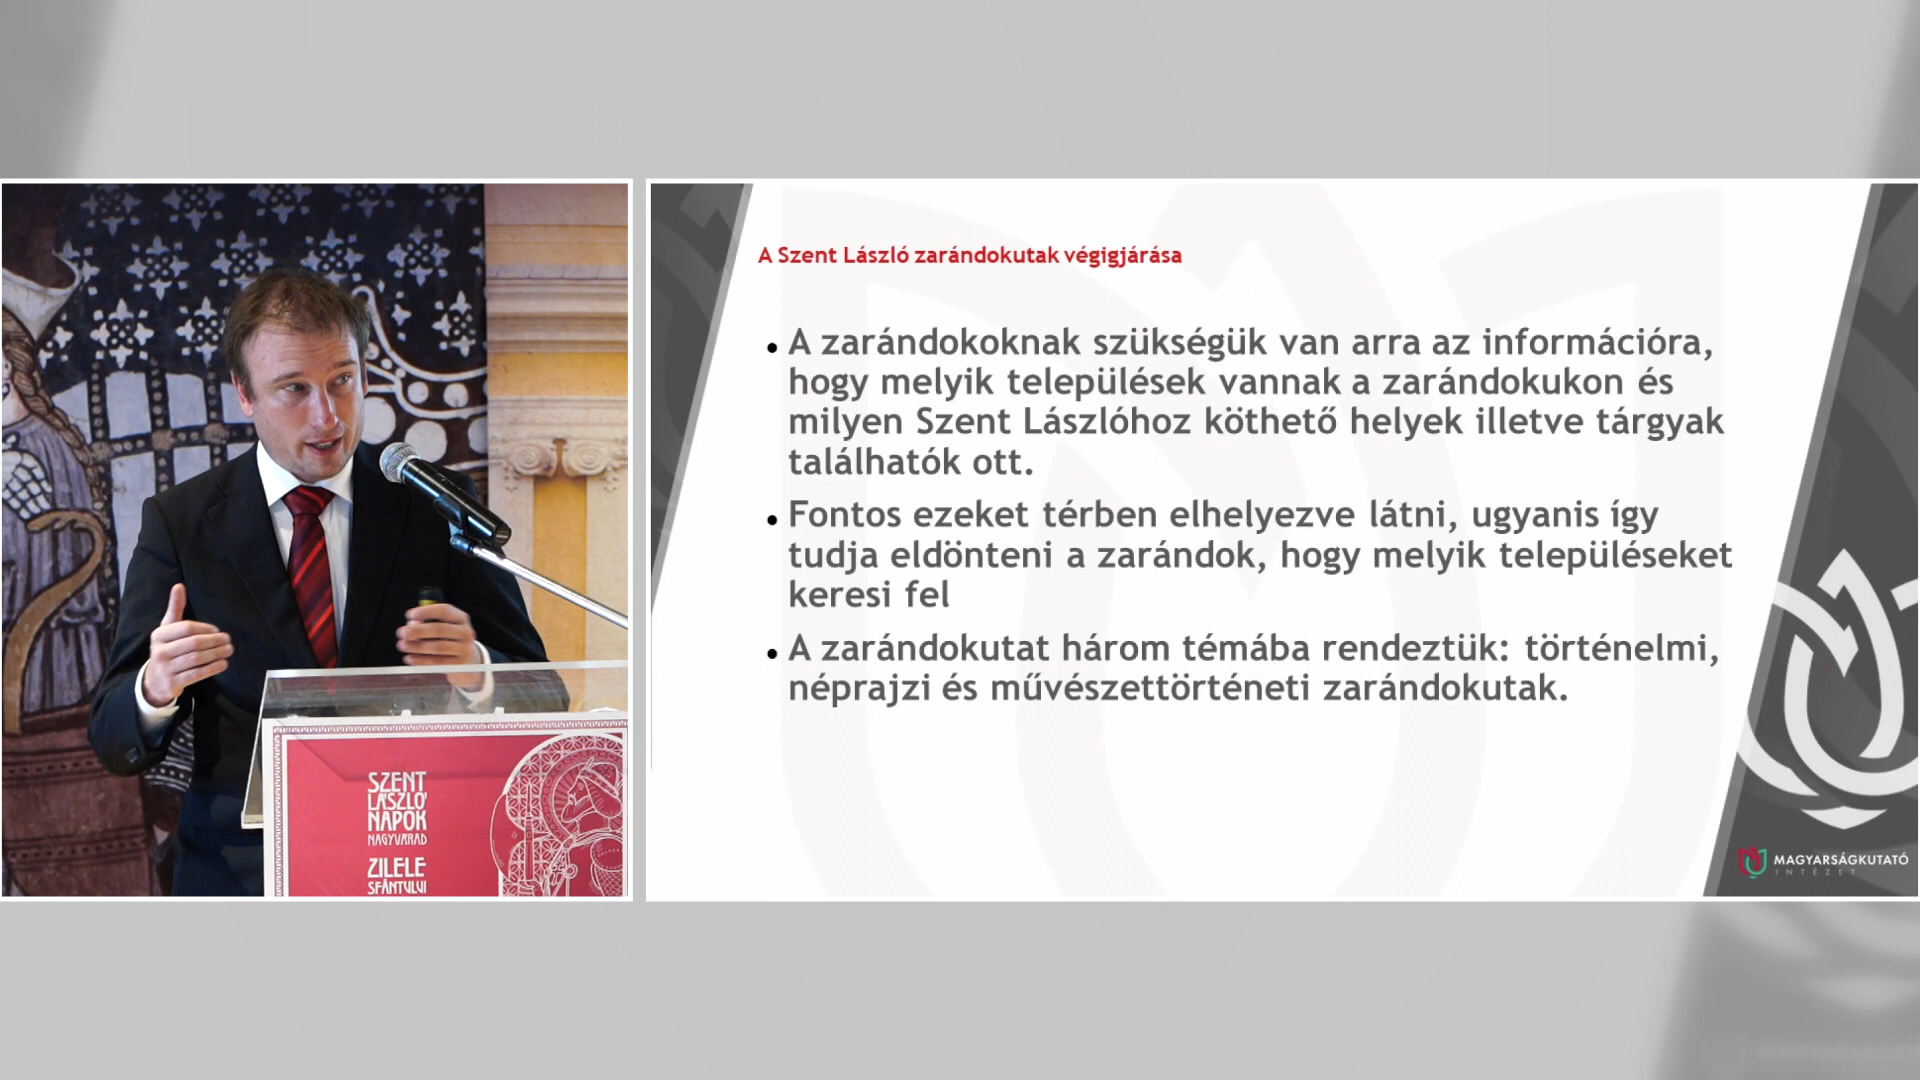 A Szent László zarándokutak végigjárása
A zarándokoknak szükségük van arra az információra,
hogy melyik települések vannak a zarándokukon és
milyen Szent Lászlóhoz köthető helyek illetve tárgyak
találhatók ott.
Fontos ezeket térben elhelyezve látni, ugyanis így
tudja eldönteni a zarándok, hogy melyik településeket
keresi fel
A zarándokutat három témába rendeztük: történelmi,
néprajzi és művészettörténeti zarándokutak.
MAGYARSÁGKUTATÓ
INTÉZET
SZENT
LÁSZLÓ
NAPOK
NAGYVÁRAD
ZILELE
SFÂNTULUI